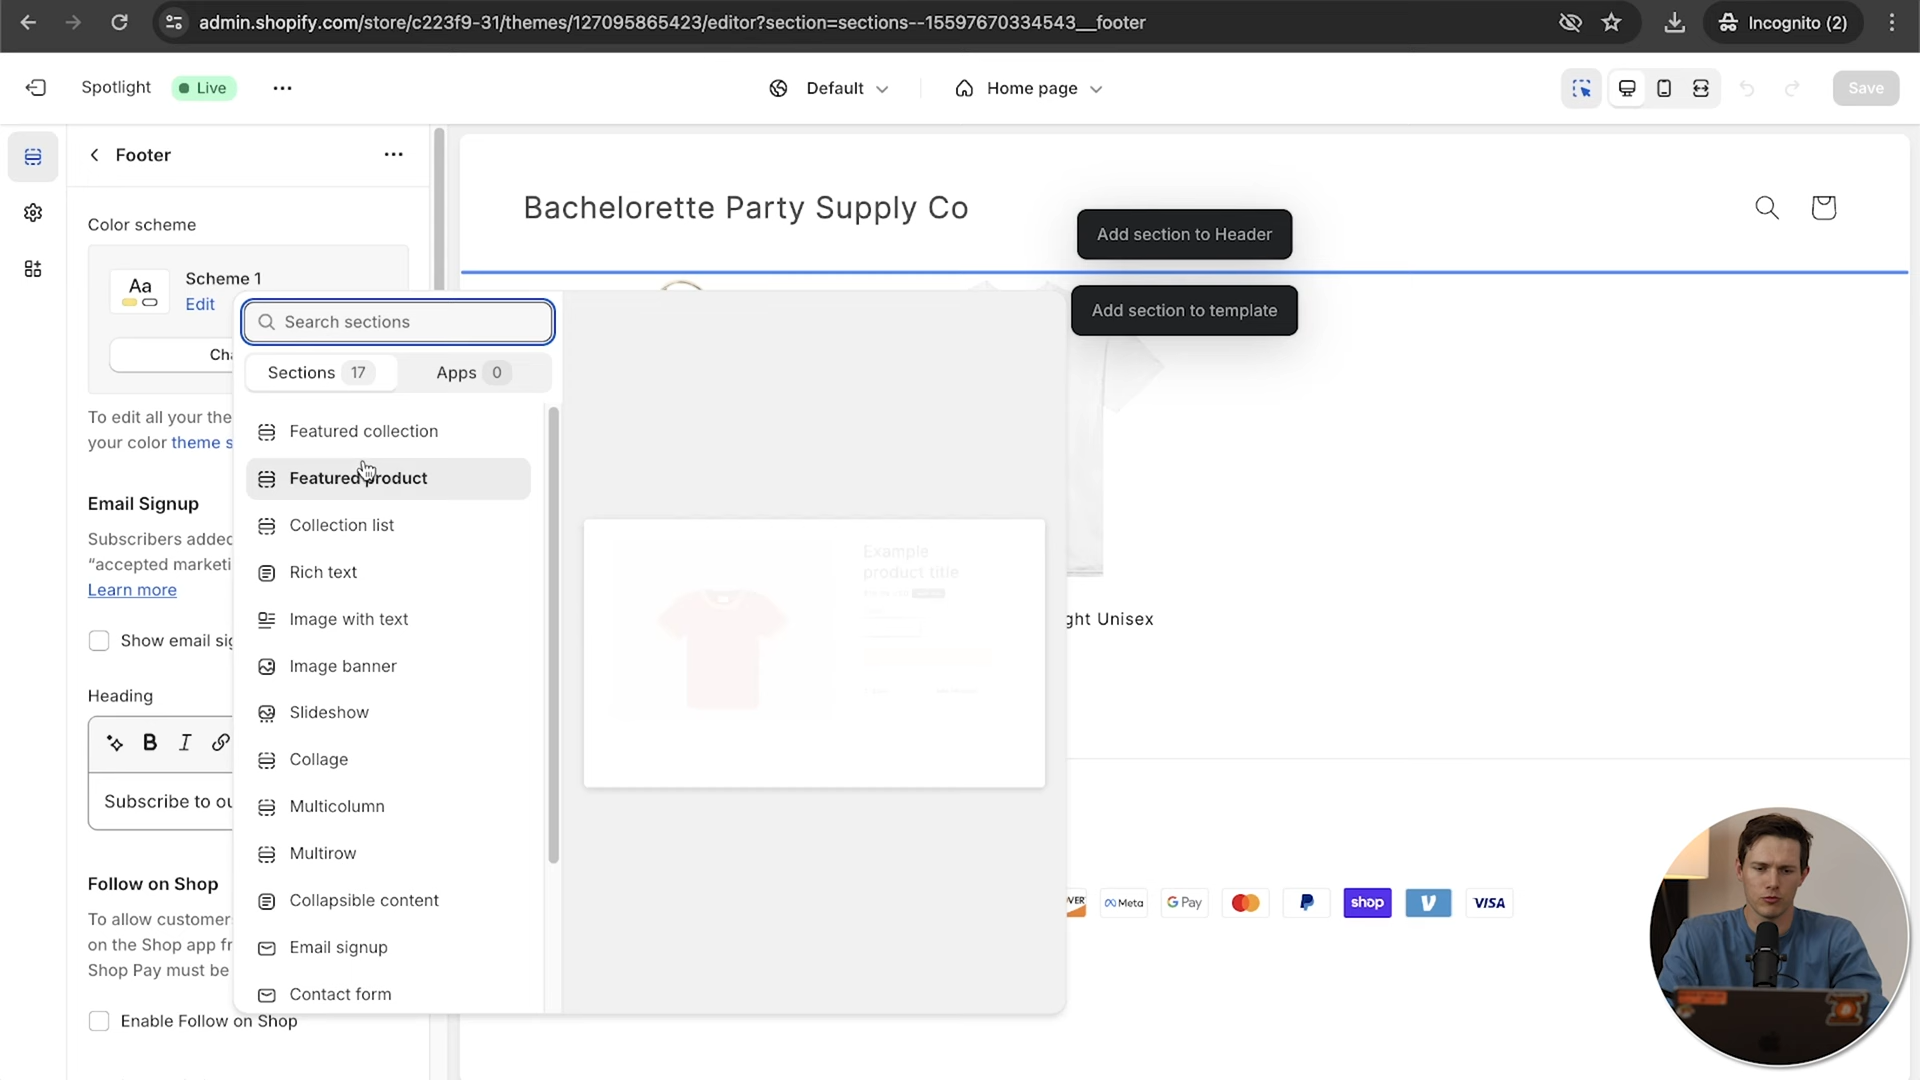 admin.shopify.com/store/c223f9-31/themes/127095865423/editor?section=sections--15597670334543__footer
Incognito (2)
Spotlight
Live
Default
Home page
Save
Footer
Color scheme
Aa
Scheme 1
Edit
Cha
To edit all your the
your color theme s
Email Signup
Subscribers added
“accepted marketi
Learn more
Show email sig
Heading
B I
Subscribe to ou
Follow on Shop
To allow customer
on the Shop app fr
Shop Pay must be
Enable Follow on Shop
Search sections
Sections 17
Apps 0
Featured collection
Featured product
Collection list
Rich text
Image with text
Image banner
Slideshow
Collage
Multicolumn
Multirow
Collapsible content
Email signup
Contact form
Example
product title
Bachelorette Party Supply Co
Add section to Header
Add section to template
ght Unisex
VER
Meta
G Pay
shop
VISA